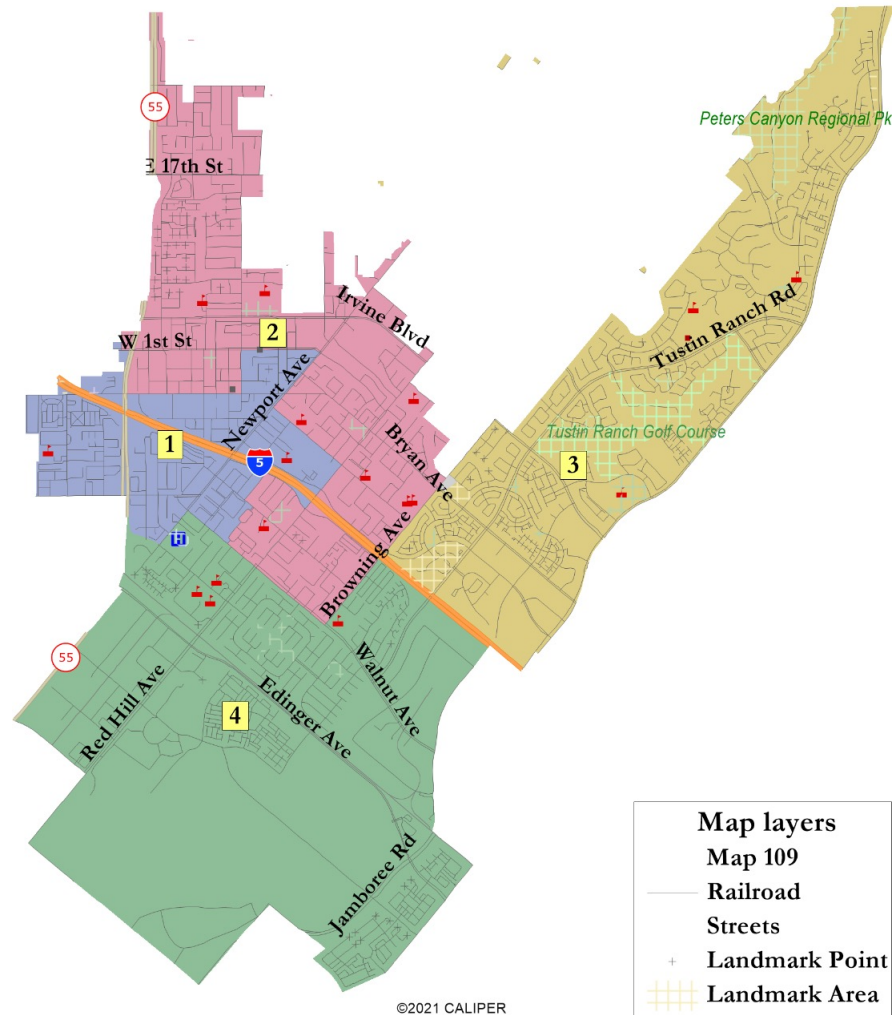 55
Peters Canyon Regional Pk
E 17th St
Irvine Blvd
2
W 1st St
Tustin Ranch Rd
Newport Ave
1
5
Bryan Ave
Tustin Ranch Golf Course
3
H
Browning Ave
55
Red Hill Ave
4
Edinger Ave
Walnut Ave
Jamboree Rd
Map layers
Map 109
Railroad
Streets
Landmark Point
Landmark Area
©2021 CALIPER